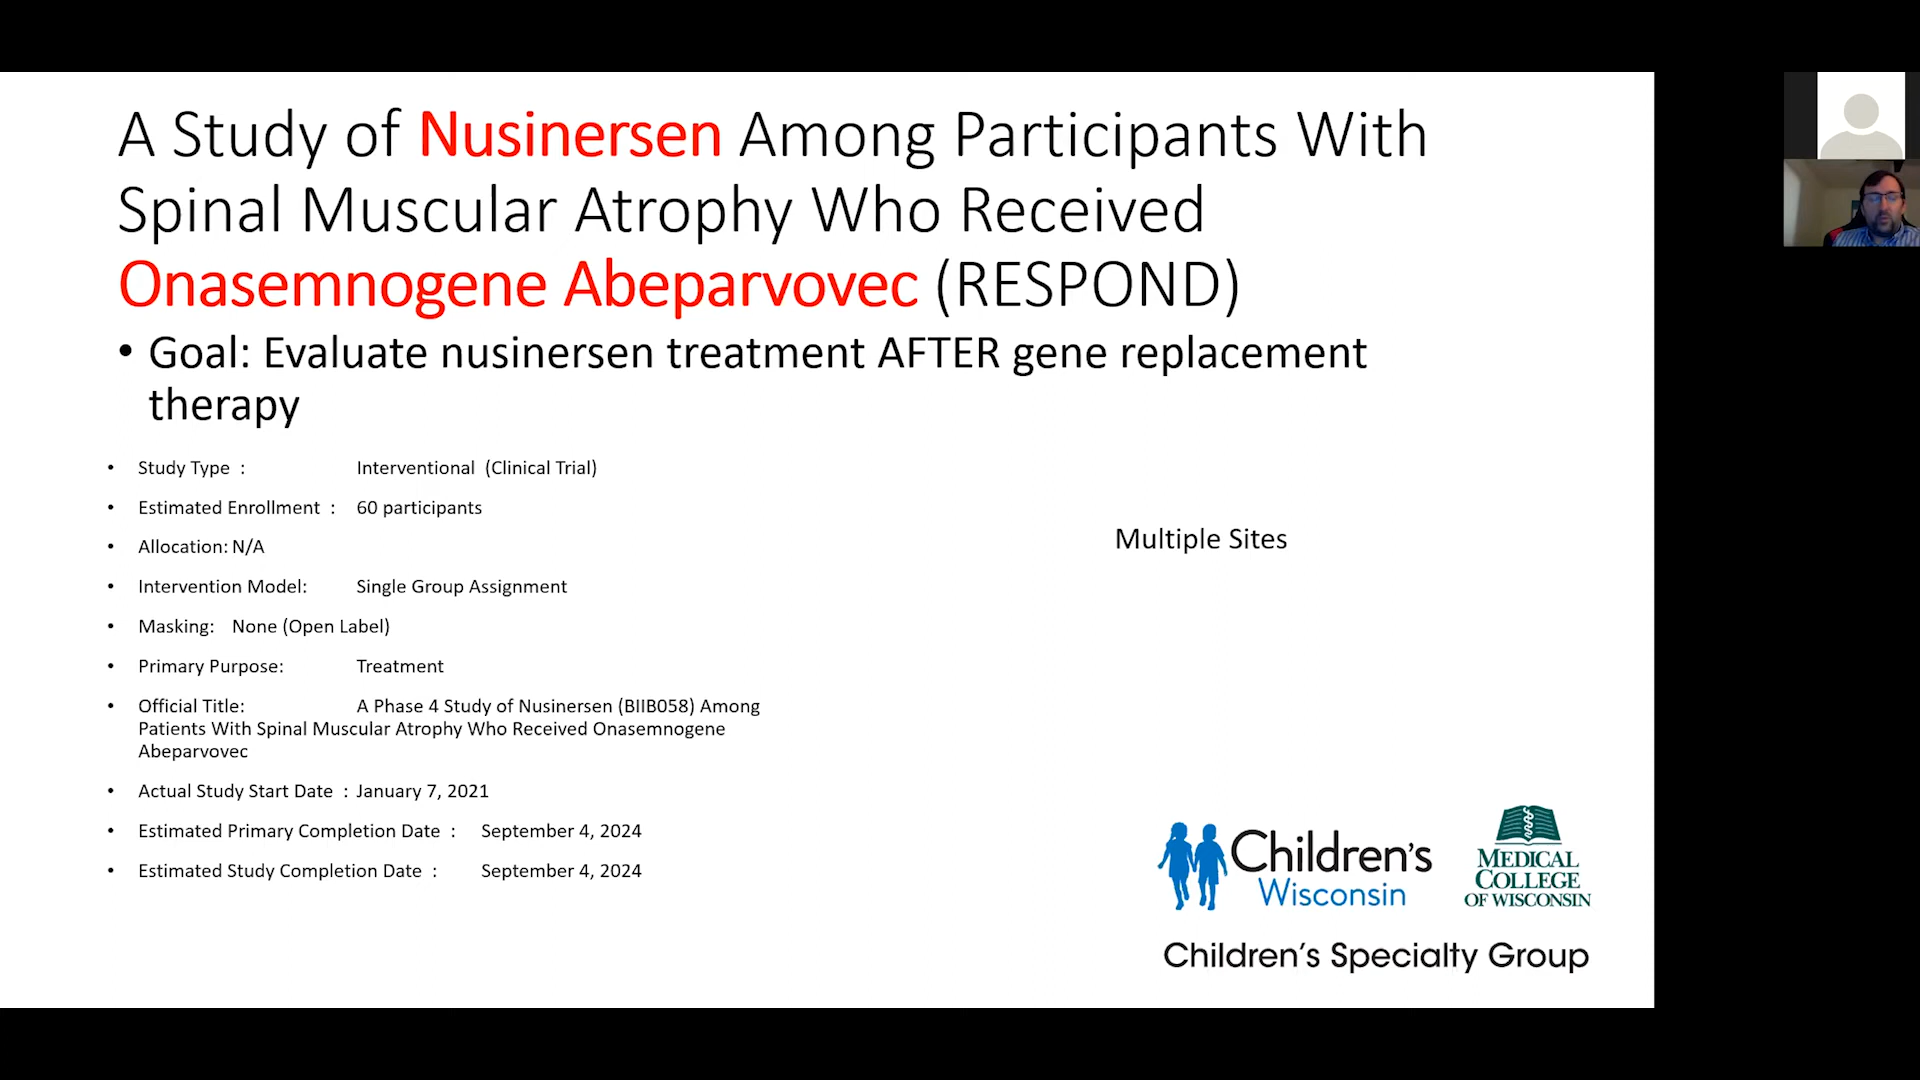 A Study of Nusinersen Among Participants With
Spinal Muscular Atrophy Who Received
Onasemnogene Abeparvovec (RESPOND)
• Goal: Evaluate nusinersen treatment AFTER gene replacement
therapy
• Study Type : Interventional (Clinical Trial)
• Estimated Enrollment : 60 participants
• Allocation: N/A
• Intervention Model: Single Group Assignment
• Masking: None (Open Label)
• Primary Purpose: Treatment
• Official Title: A Phase 4 Study of Nusinersen (BIIB058) Among
Patients With Spinal Muscular Atrophy Who Received Onasemnogene
Abeparvovec
• Actual Study Start Date : January 7, 2021
• Estimated Primary Completion Date : September 4, 2024
• Estimated Study Completion Date : September 4, 2024
Multiple Sites
Children's
Wisconsin
MEDICAL
COLLEGE
OF WISCONSIN
Children's Specialty Group